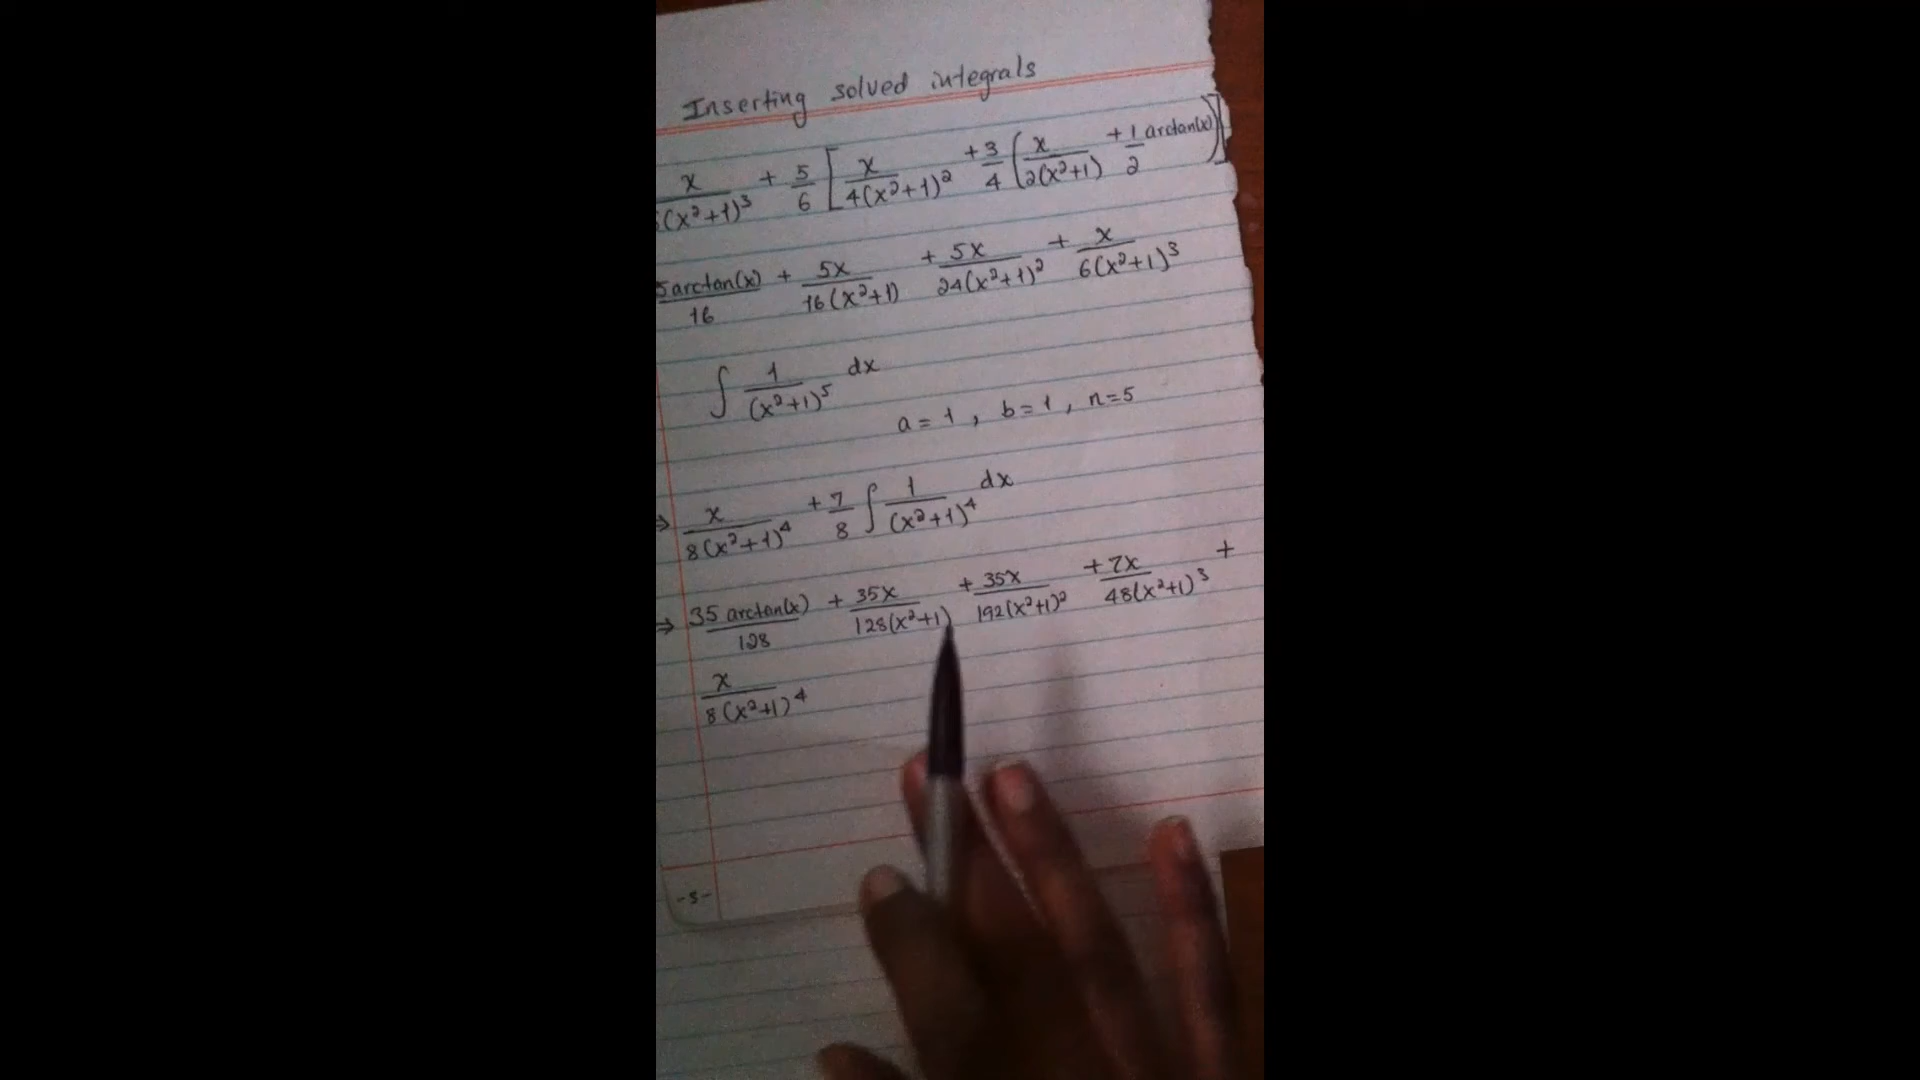 Inserting solved integrals
x/(x²+1)³ + 5/6 [ x/4(x²+1)² + 3/4 ( x/2(x²+1) + 1/2 arctan(x) ) ]
5 arctan(x)/16 + 5x/16(x²+1) + 5x/24(x²+1)² + x/6(x²+1)³
∫ 1/(x²+1)⁵ dx
a = 1 , b = 1 , n = 5
⇒ x/8(x²+1)⁴ + 7/8 ∫ 1/(x²+1)⁴ dx
⇒ 35 arctan(x)/128 + 35x/128(x²+1) + 35x/192(x²+1)² + 7x/48(x²+1)³ +
x/8(x²+1)⁴
-5-